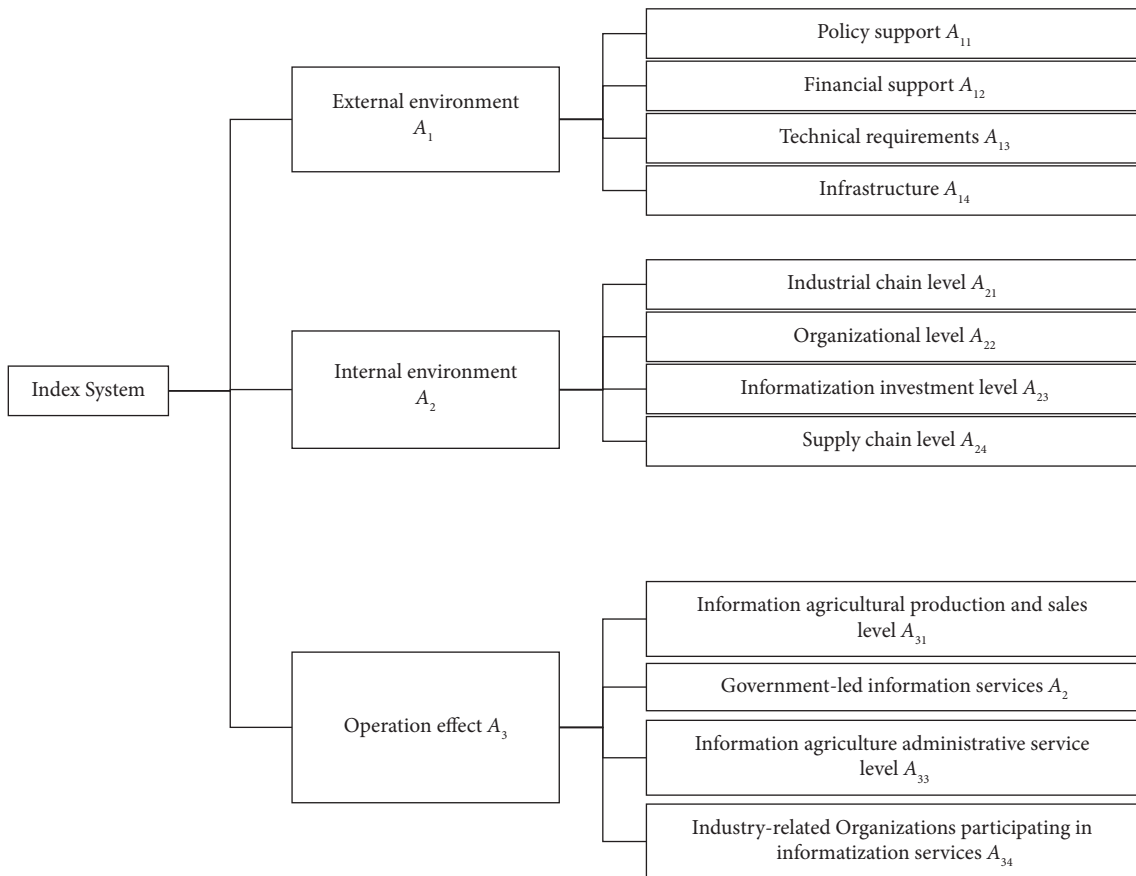 Index System
External environment
A₁
Policy support A₁₁
Financial support A₁₂
Technical requirements A₁₃
Infrastructure A₁₄
Internal environment
A₂
Industrial chain level A₂₁
Organizational level A₂₂
Informatization investment level A₂₃
Supply chain level A₂₄
Operation effect A₃
Information agricultural production and sales
level A₃₁
Government-led information services A₂
Information agriculture administrative service
level A₃₃
Industry-related Organizations participating in
informatization services A₃₄